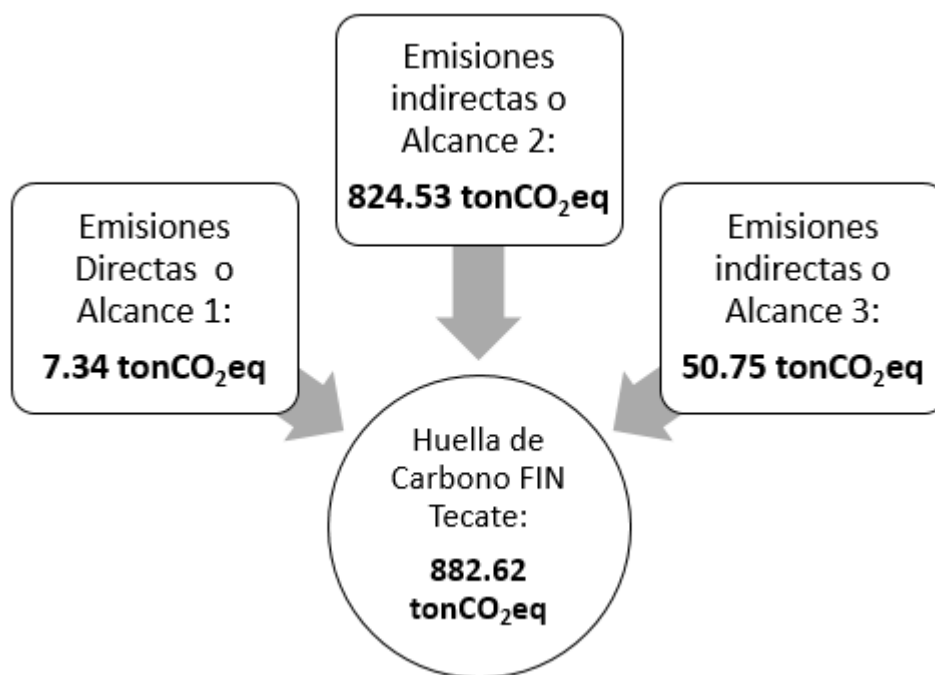 Emisiones
indirectas o
Alcance 2:
824.53 tonCO₂eq
Emisiones
Directas o
Alcance 1:
7.34 tonCO₂eq
Emisiones
indirectas o
Alcance 3:
50.75 tonCO₂eq
Huella de
Carbono FIN
Tecate:
882.62
tonCO₂eq